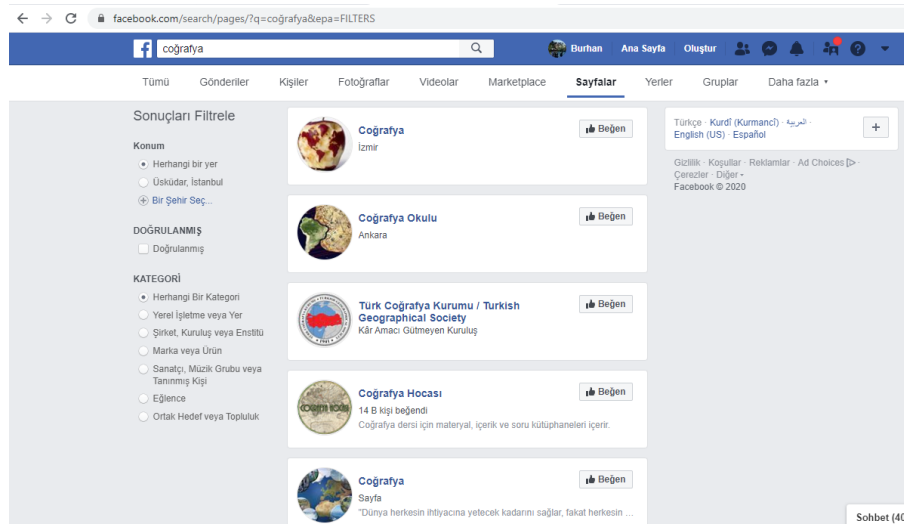 facebook.com/search/pages/?q=coğrafya&epa=FILTERS
f coğrafya Burhan Ana Sayfa Oluştur
Tümü Gönderiler Kişiler Fotoğraflar Videolar Marketplace Sayfalar Yerler Gruplar Daha fazla
Sonuçları Filtrele
Konum
Herhangi bir yer
Üsküdar, İstanbul
Bir Şehir Seç...
DOĞRULANMIŞ
Doğrulanmış
KATEGORİ
Herhangi Bir Kategori
Yerel İşletme veya Yer
Şirket, Kuruluş veya Enstitü
Marka veya Ürün
Sanatçı, Müzik Grubu veya
Tanınmış Kişi
Eğlence
Ortak Hedef veya Topluluk
Coğrafya
İzmir
Beğen
Coğrafya Okulu
Ankara
Beğen
Türk Coğrafya Kurumu / Turkish
Geographical Society
Kâr Amacı Gütmeyen Kuruluş
Beğen
1941
Coğrafya Hocası
14 B kişi beğendi
Coğrafya dersi için materyal, içerik ve soru kütüphaneleri içerir.
Beğen
COĞRAFYA HOCASI
Coğrafya
Sayfa
"Dünya herkesin ihtiyacına yetecek kadarını sağlar, fakat herkesin ...
Beğen
Türkçe · Kurdî (Kurmancî) · العربية ·
English (US) · Español
Gizlilik · Koşullar · Reklamlar · Ad Choices ·
Çerezler · Diğer
Facebook © 2020
Sohbet (40